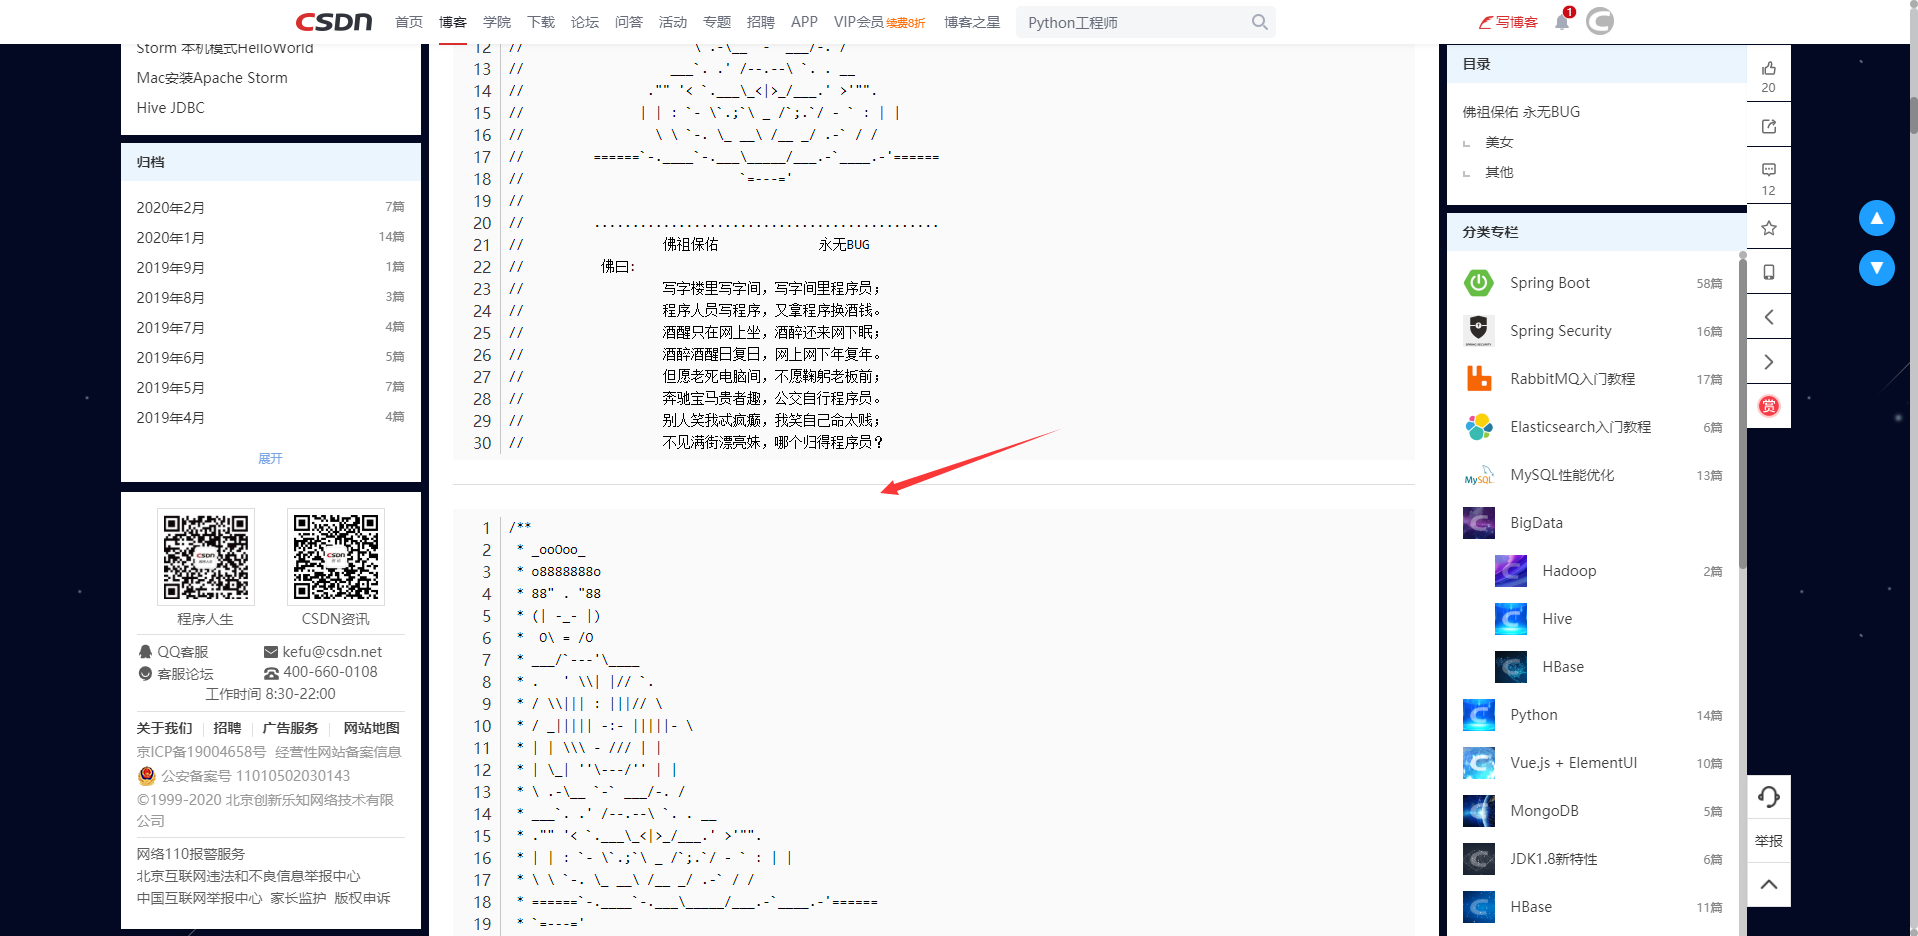 CSDN 首页 博客 学院 下载 论坛 问答 活动 专题 招聘 APP VIP会员续费8折 博客之星 Python工程师 写博客 1
Storm 本机模式HelloWorld
Mac安装Apache Storm
Hive JDBC
归档
2020年2月 7篇
2020年1月 14篇
2019年9月 1篇
2019年8月 3篇
2019年7月 4篇
2019年6月 5篇
2019年5月 7篇
2019年4月 4篇
展开
程序人生 CSDN资讯
QQ客服 kefu@csdn.net
客服论坛 400-660-0108
工作时间 8:30-22:00
关于我们 招聘 广告服务 网站地图
京ICP备19004658号 经营性网站备案信息
公安备案号 11010502030143
©1999-2020 北京创新乐知网络技术有限
公司
网络110报警服务
北京互联网违法和不良信息举报中心
中国互联网举报中心 家长监护 版权申诉
12 // \ .-\__ `-` ___/-. /
13 // ___`. .' /--.--\ `. . __
14 // ."" '< `.___\_<|>_/___.' >'"".
15 // | | : `- \`.;`\ _ /`;.`/ - ` : | |
16 // \ \ `-. \_ __\ /__ _/ .-` / /
17 // ======`-.____`-.___\_____/___.-`____.-'======
18 // `=---='
19 //
20 // .............................................
21 // 佛祖保佑 永无BUG
22 // 佛曰:
23 // 写字楼里写字间，写字间里程序员；
24 // 程序人员写程序，又拿程序换酒钱。
25 // 酒醒只在网上坐，酒醉还来网下眠；
26 // 酒醉酒醒日复日，网上网下年复年。
27 // 但愿老死电脑间，不愿鞠躬老板前；
28 // 奔驰宝马贵者趣，公交自行程序员。
29 // 别人笑我忒疯癫，我笑自己命太贱；
30 // 不见满街漂亮妹，哪个归得程序员？
1 /**
2 * _ooOoo_
3 * o8888888o
4 * 88" . "88
5 * (| -_- |)
6 *  O\ = /O
7 * ___/`---'\____
8 * .   ' \\| |// `.
9 * / \\||| : |||// \
10 * / _||||| -:- |||||- \
11 * | | \\\ - /// | |
12 * | \_| ''\---/'' | |
13 * \ .-\__ `-` ___/-. /
14 * ___`. .' /--.--\ `. . __
15 * ."" '< `.___\_<|>_/___.' >'"".
16 * | | : `- \`.;`\ _ /`;.`/ - ` : | |
17 * \ \ `-. \_ __\ /__ _/ .-` / /
18 * ======`-.____`-.___\_____/___.-`____.-'======
19 * `=---='
目录
佛祖保佑 永无BUG
美女
其他
分类专栏
Spring Boot 58篇
Spring Security 16篇
RabbitMQ入门教程 17篇
Elasticsearch入门教程 6篇
MySQL性能优化 13篇
BigData
Hadoop 2篇
Hive
HBase
Python 14篇
Vue.js + ElementUI 10篇
MongoDB 5篇
JDK1.8新特性 6篇
HBase 11篇
20
12
赏
举报